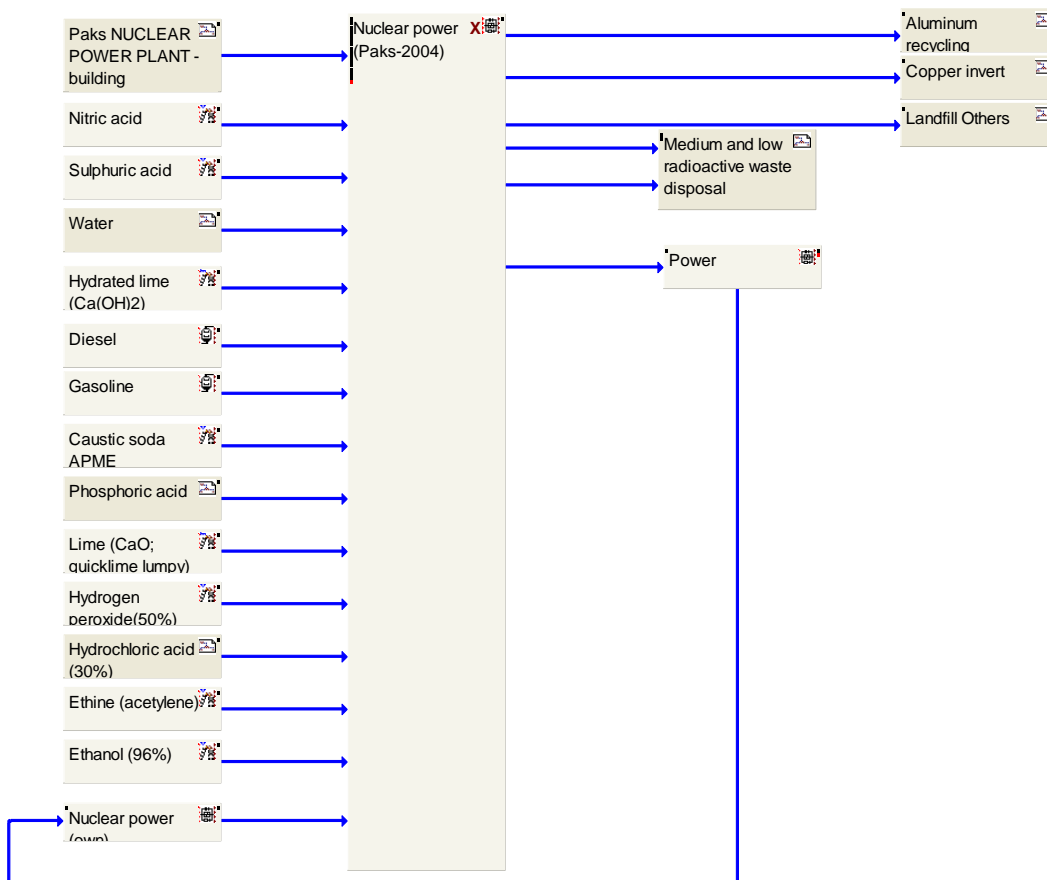 Paks NUCLEAR
POWER PLANT -
building
Nitric acid
Sulphuric acid
Water
Hydrated lime
(Ca(OH)2)
Diesel
Gasoline
Caustic soda
APME
Phosphoric acid
Lime (CaO;
quicklime lumpy)
Hydrogen
peroxide(50%)
Hydrochloric acid
(30%)
Ethine (acetylene)
Ethanol (96%)
Nuclear power
(own)
Nuclear power X
(Paks-2004)
Medium and low
radioactive waste
disposal
Power
Aluminum
recycling
Copper invert
Landfill Others